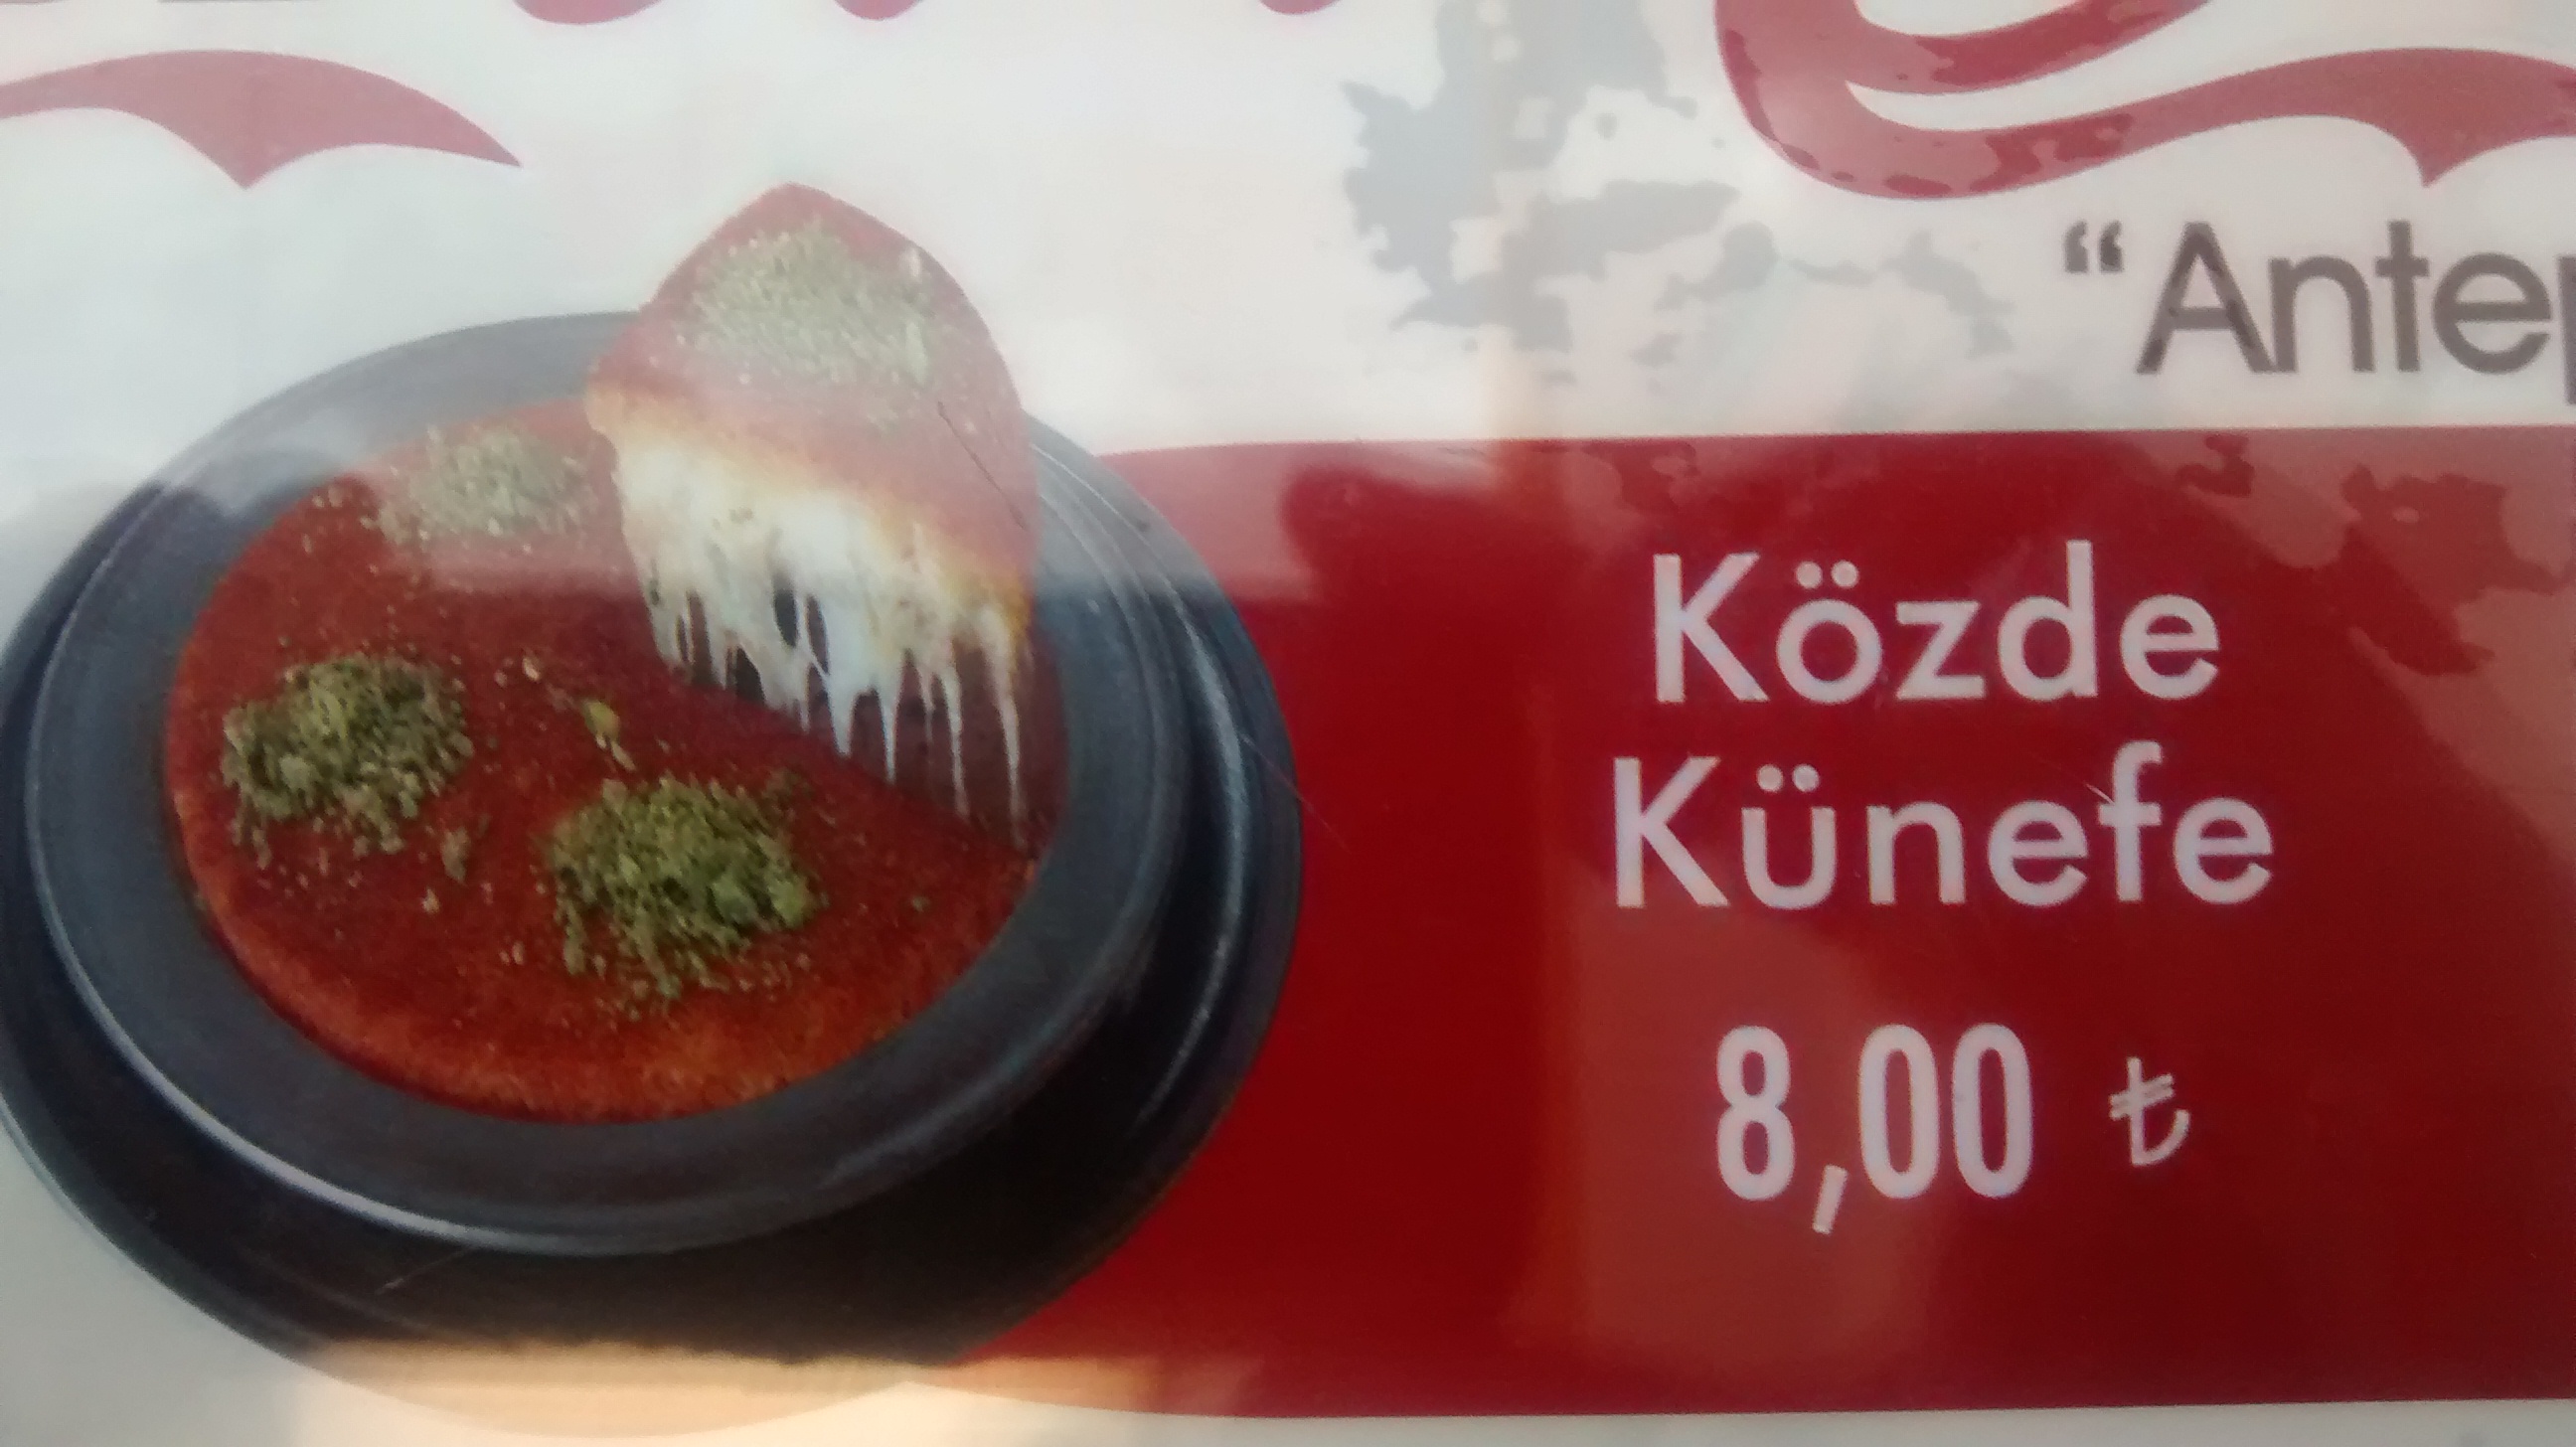 “Antep
Közde
Künefe
8,00 ₺